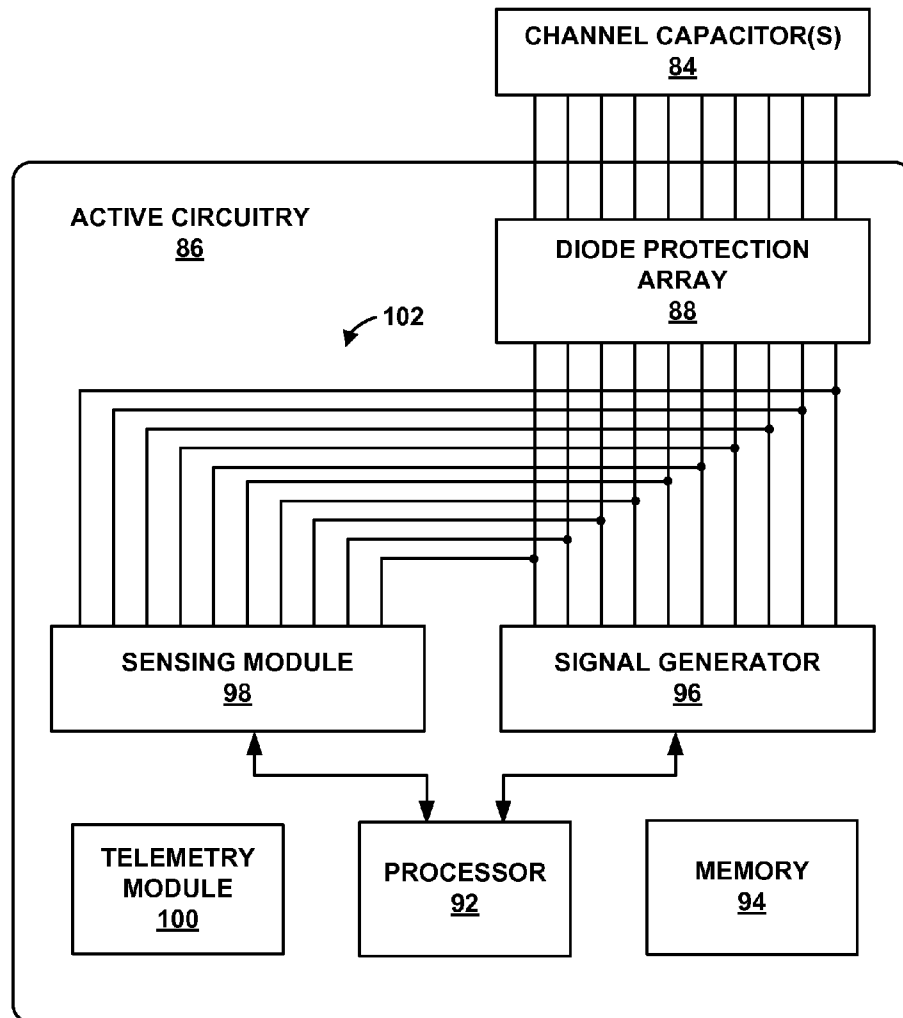 CHANNEL CAPACITOR(S)
84
ACTIVE CIRCUITRY
86
DIODE PROTECTION
ARRAY
88
102
SENSING MODULE
98
SIGNAL GENERATOR
96
TELEMETRY
MODULE
100
PROCESSOR
92
MEMORY
94